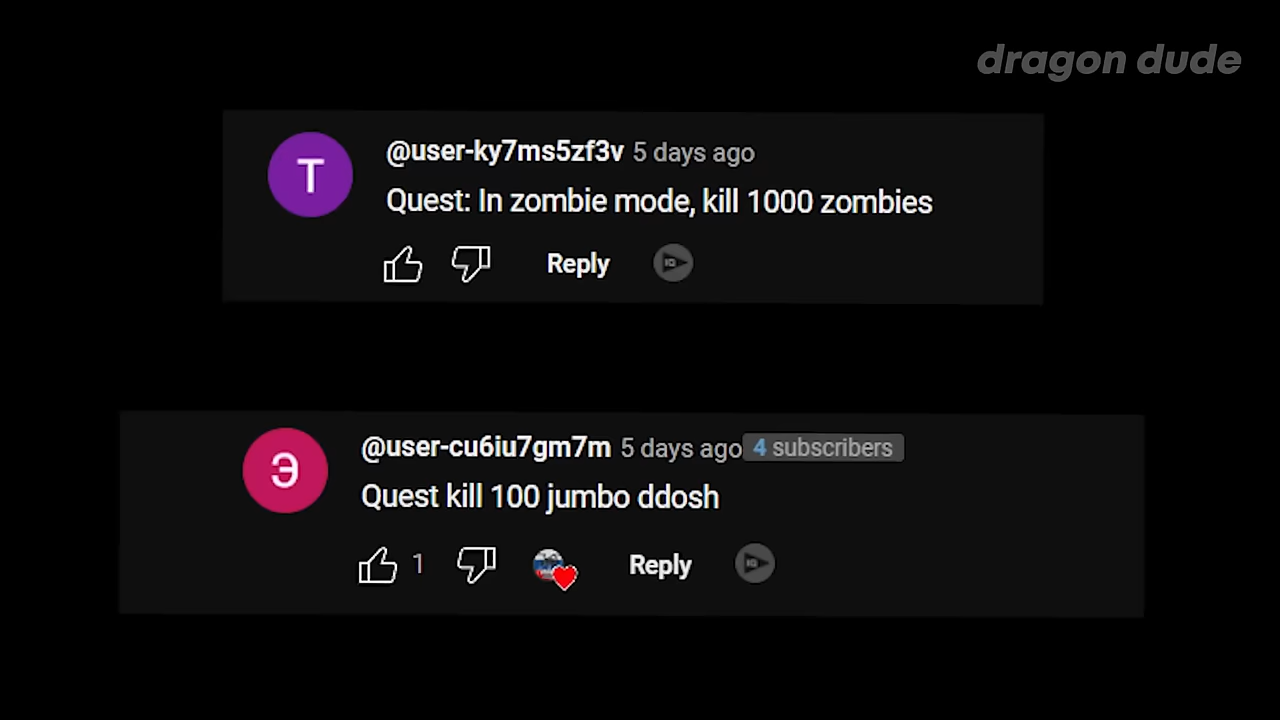 dragon dude
T
@user-ky7ms5zf3v 5 days ago
Quest: In zombie mode, kill 1000 zombies
Reply
Э
@user-cu6iu7gm7m 5 days ago 4 subscribers
Quest kill 100 jumbo ddosh
1 Reply